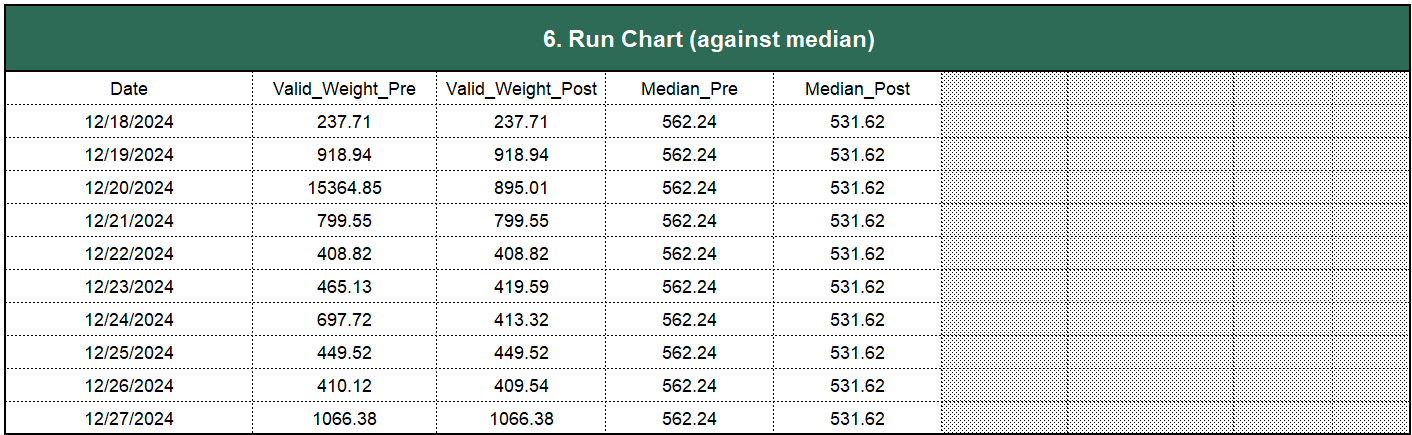 6. Run Chart (against median)
Date Valid_Weight_Pre Valid_Weight_Post Median_Pre Median_Post
12/18/2024 237.71 237.71 562.24 531.62
12/19/2024 918.94 918.94 562.24 531.62
12/20/2024 15364.85 895.01 562.24 531.62
12/21/2024 799.55 799.55 562.24 531.62
12/22/2024 408.82 408.82 562.24 531.62
12/23/2024 465.13 419.59 562.24 531.62
12/24/2024 697.72 413.32 562.24 531.62
12/25/2024 449.52 449.52 562.24 531.62
12/26/2024 410.12 409.54 562.24 531.62
12/27/2024 1066.38 1066.38 562.24 531.62